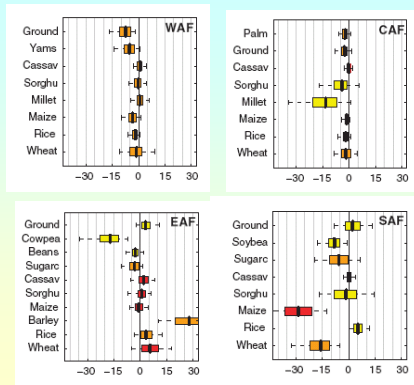 WAF
Ground
Yams
Cassav
Sorghu
Millet
Maize
Rice
Wheat
−30 −15 0 15 30
CAF
Palm
Ground
Cassav
Sorghu
Millet
Maize
Rice
Wheat
−30 −15 0 15 30
EAF
Ground
Cowpea
Beans
Sugarc
Cassav
Sorghu
Maize
Barley
Rice
Wheat
−30 −15 0 15 30
SAF
Ground
Soybea
Sugarc
Cassav
Sorghu
Maize
Rice
Wheat
−30 −15 0 15 30